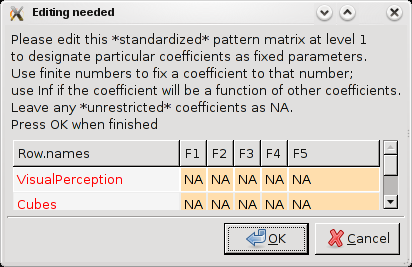 Editing needed
Please edit this *standardized* pattern matrix at level 1
to designate particular coefficients as fixed parameters.
Use finite numbers to fix a coefficient to that number;
use Inf if the coefficient will be a function of other coefficients.
Leave any *unrestricted* coefficients as NA.
Press OK when finished
Row.names F1 F2 F3 F4 F5
VisualPerception NA NA NA NA NA
Cubes NA NA NA NA NA
OK Cancel